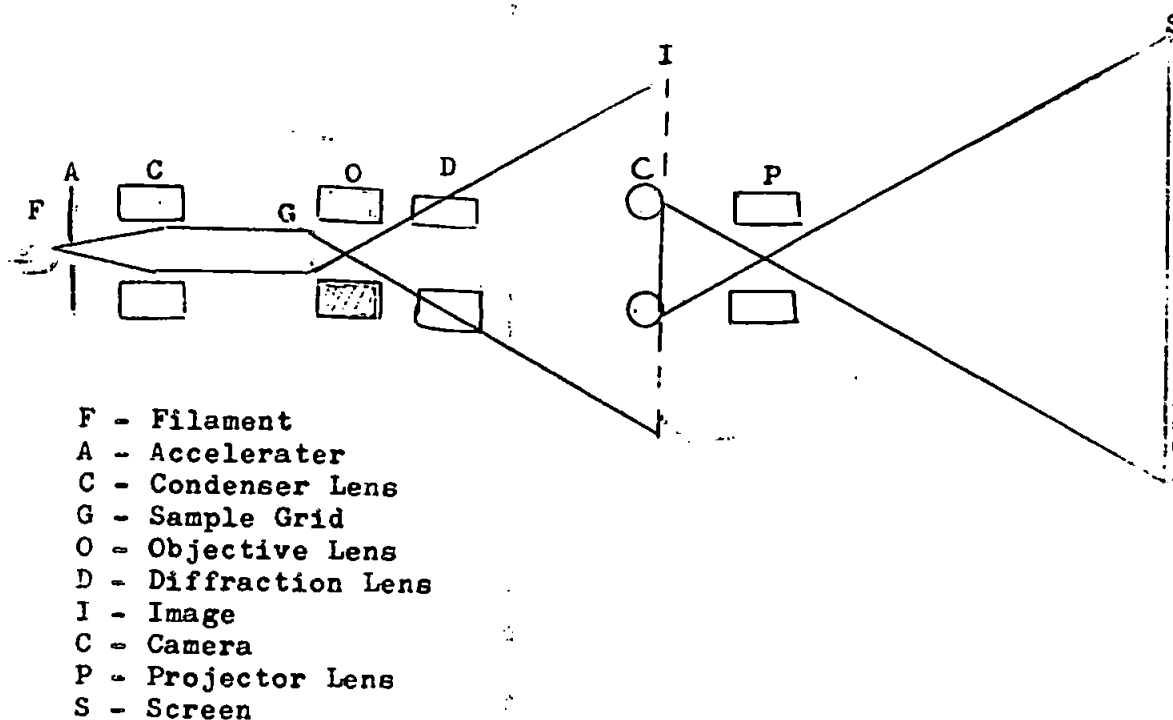 I
S
A
C
O
D
C
P
F
G
F - Filament
A - Accelerater
C - Condenser Lens
G - Sample Grid
O - Objective Lens
D - Diffraction Lens
I - Image
C - Camera
P - Projector Lens
S - Screen